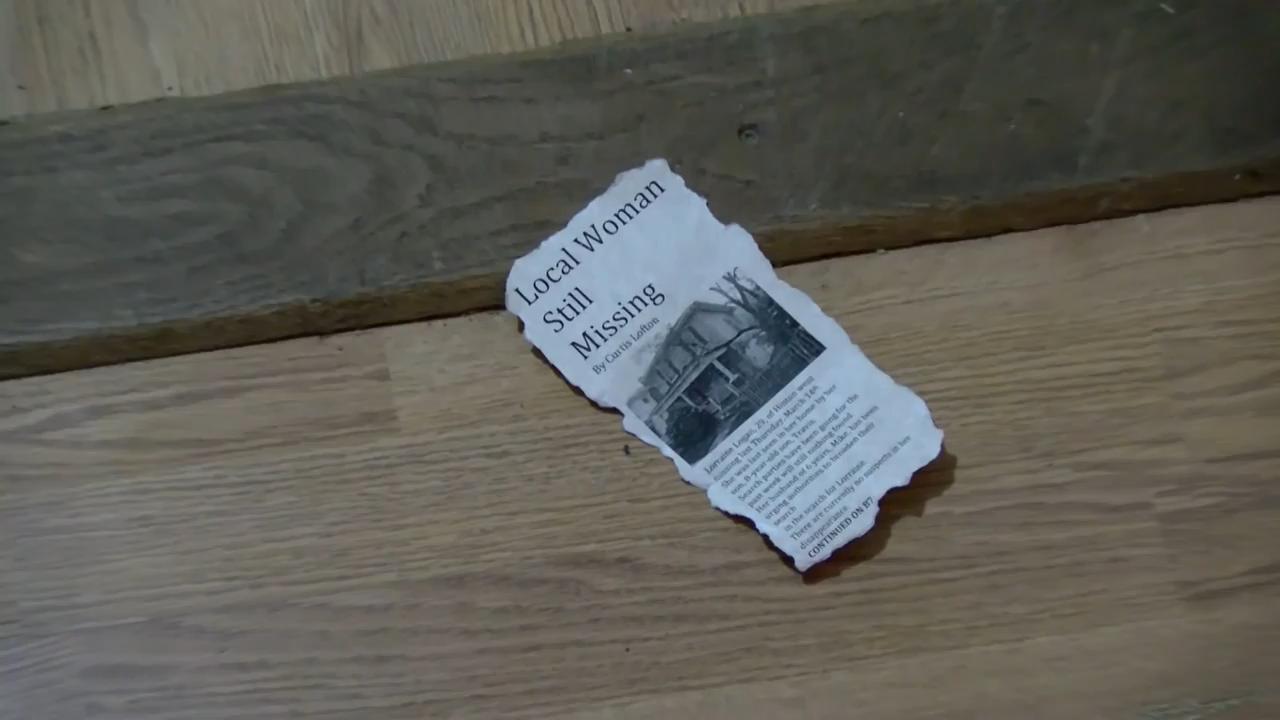 Local Woman
Still
Missing
By Curtis Lofton
Lorraine Logan, 29, of Huston went
missing last Thursday, March 14th.
She was last seen in her home by her
son, 8-year-old son, Travis.
Search parties have been going for the
past week will still nothing found
Her husband of 6 years, Mike, has been
urging authorities to broaden their
search
in the search for Lorraine.
There are currently no suspects in her
disappearance.
CONTINUED ON B7